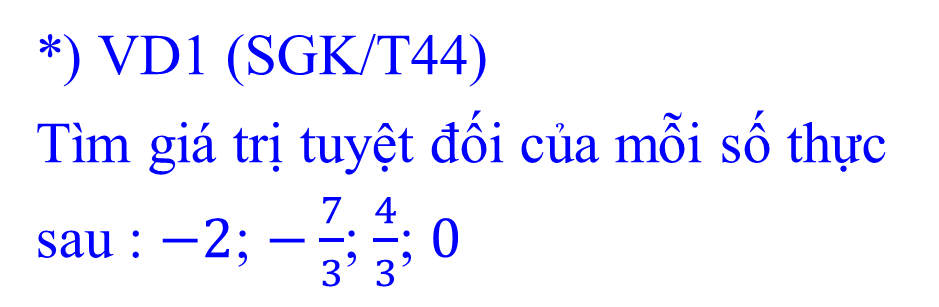 *) VD1 (SGK/T44)
Tìm giá trị tuyệt đối của mỗi số thực
sau : −2; −7/3; 4/3; 0